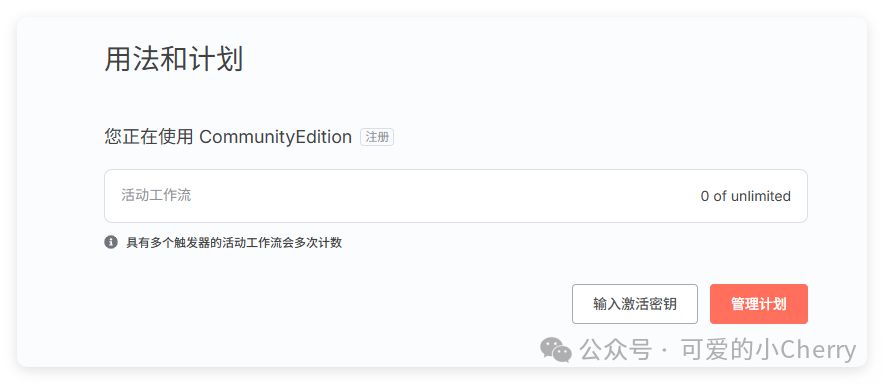 用法和计划
您正在使用 CommunityEdition 注册
活动工作流 0 of unlimited
具有多个触发器的活动工作流会多次计数
输入激活密钥 管理计划
公众号 · 可爱的小Cherry